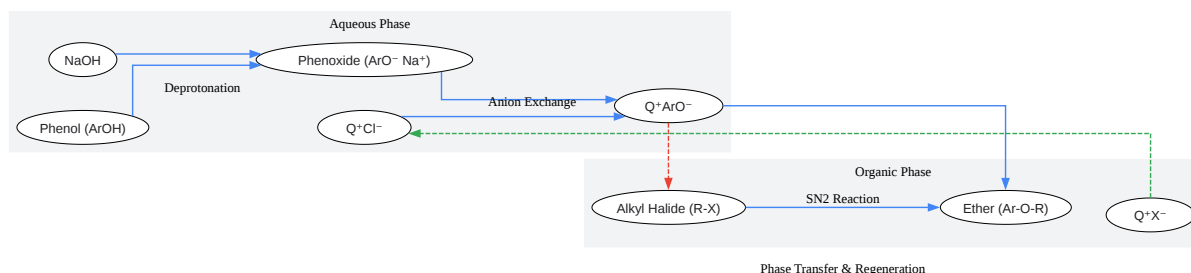 Aqueous Phase
NaOH
Phenoxide (ArO⁻ Na⁺)
Deprotonation
Anion Exchange
Q⁺ArO⁻
Phenol (ArOH)
Q⁺Cl⁻
Organic Phase
Alkyl Halide (R-X)
SN2 Reaction
Ether (Ar-O-R)
Q⁺X⁻
Phase Transfer & Regeneration